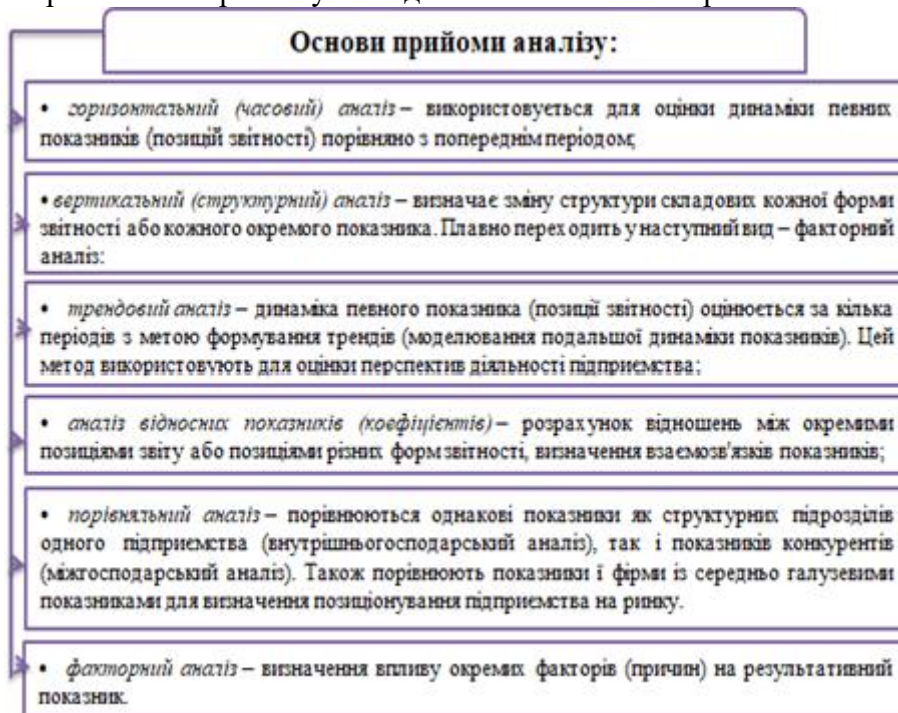 Основи прийоми аналізу:
• горизонтальний (часовий) аналіз – використовується для оцінки динаміки певних
показників (позицій звітності) порівняно з попереднім періодом;
• вертикальний (структурний) аналіз – визначає зміну структури складових кожної форми
звітності або кожного окремого показника. Плавно переходить у наступний вид – факторний
аналіз:
• трендовий аналіз – динаміка певного показника (позиції звітності) оцінюється за кілька
періодів з метою формування трендів (моделювання подальшої динаміки показників). Цей
метод використовують для оцінки перспектив діяльності підприємства;
• аналіз відносних показників (коефіцієнтів) – розрахунок відношень між окремими
позиціями звіту або позиціями різних форм звітності, визначення взаємозв'язків показників;
• порівняльний аналіз – порівнюються однакові показники як структурних підрозділів
одного підприємства (внутрішньогосподарський аналіз), так і показників конкурентів
(міжгосподарський аналіз). Також порівнюють показники ї фірми із середньо галузевими
показниками для визначення позиціонування підприємства на ринку.
• факторний аналіз – визначення впливу окремих факторів (причин) на результативний
показник.